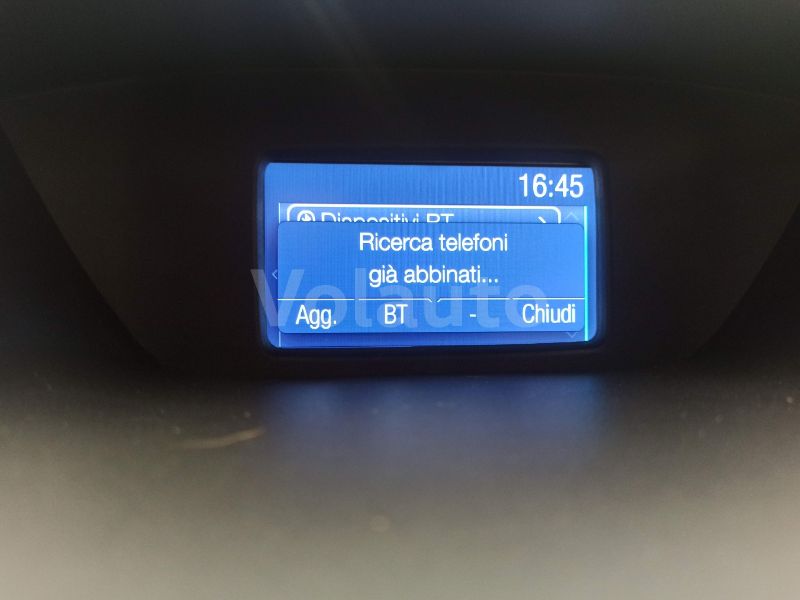 16:45
Dispositivi BT
Ricerca telefoni
già abbinati...
Agg. BT - Chiudi
Volauto